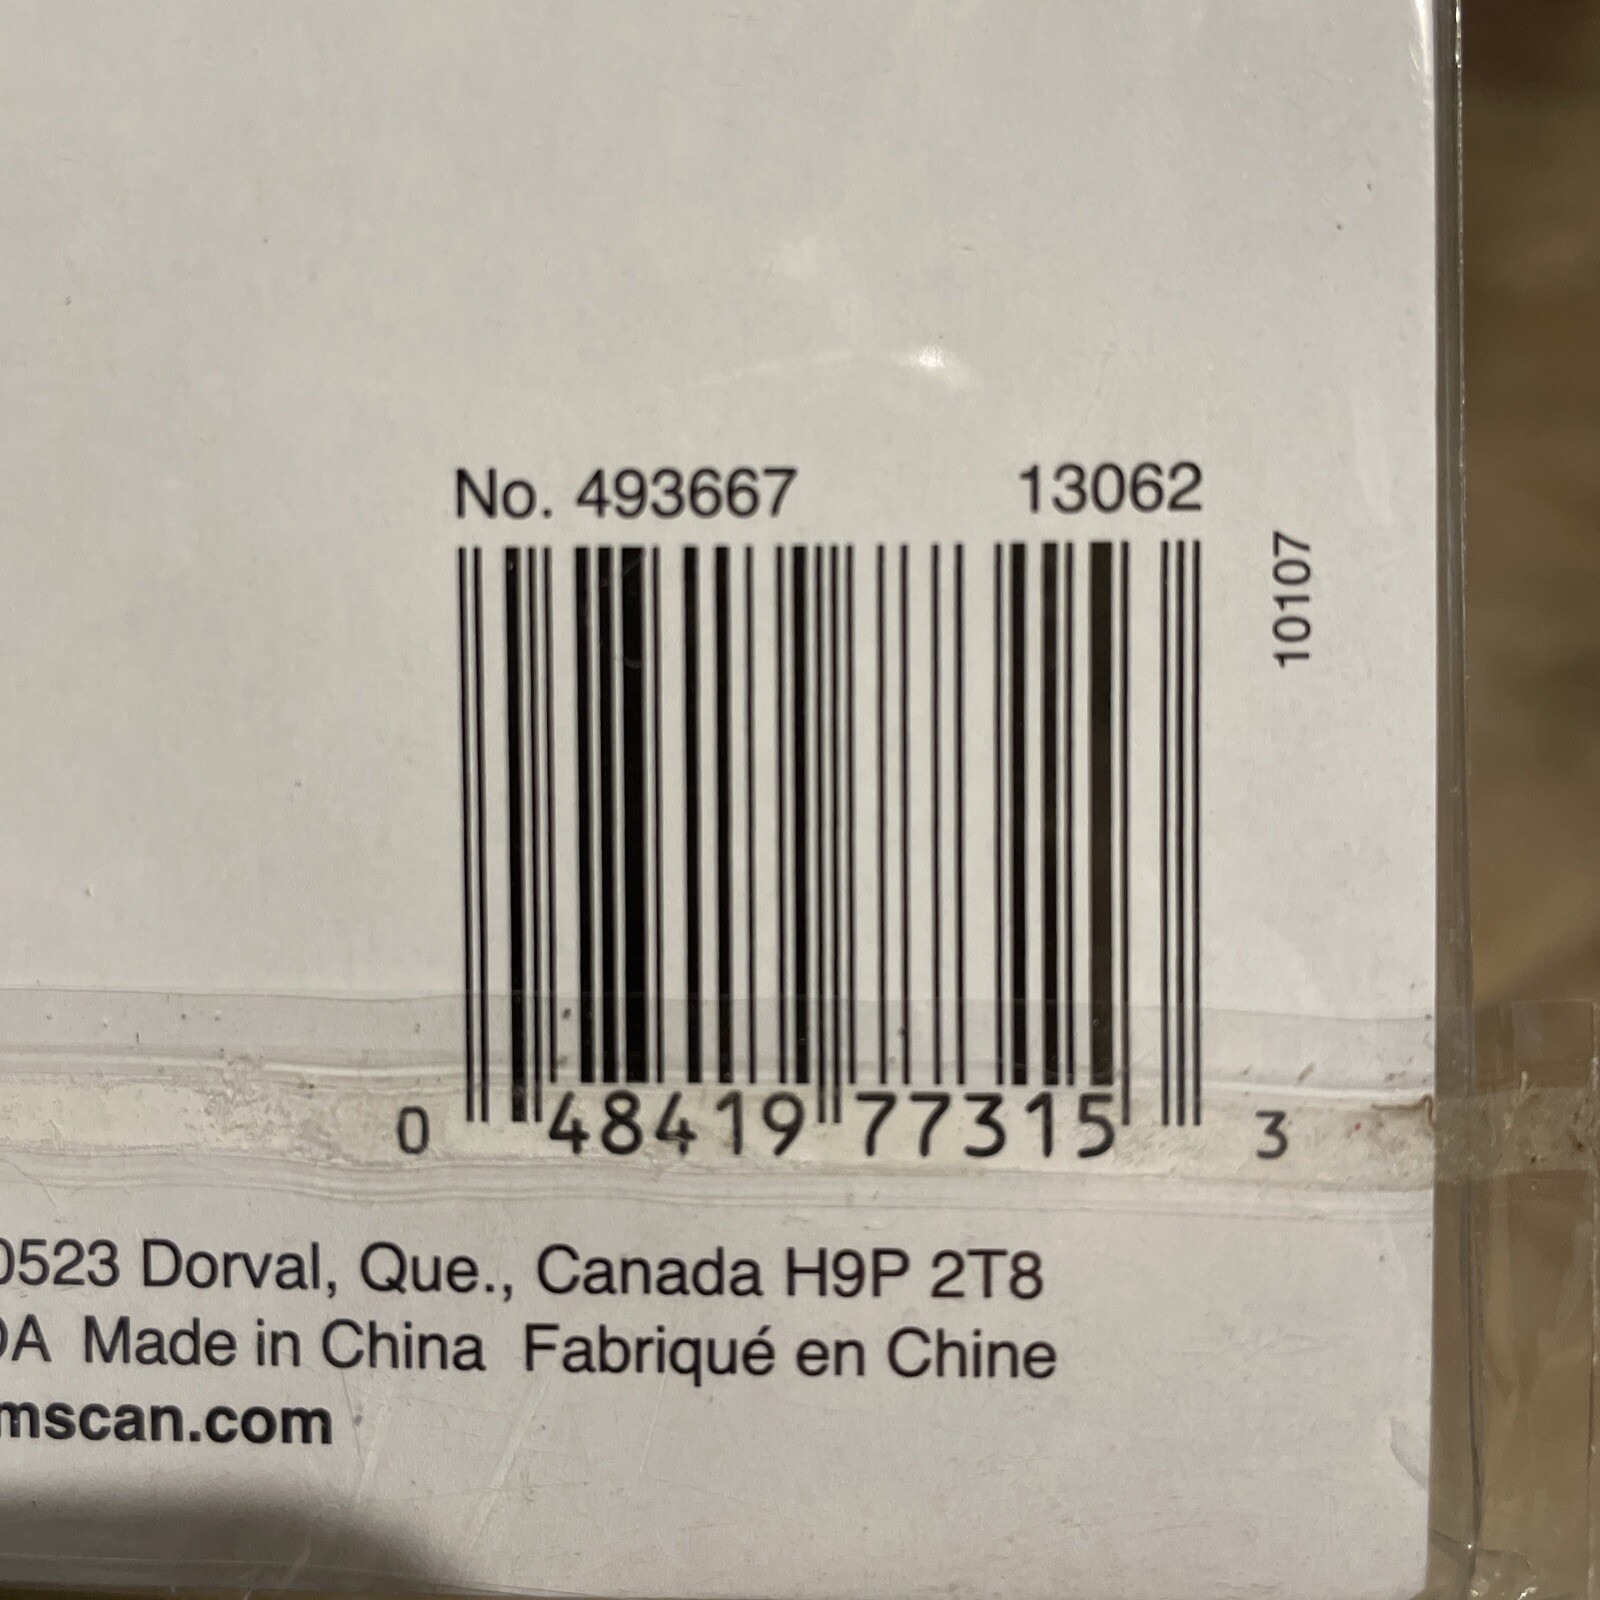 No. 493667 13062
10107
0 48419 77315 3
0523 Dorval, Que., Canada H9P 2T8
DA Made in China Fabriqué en Chine
mscan.com